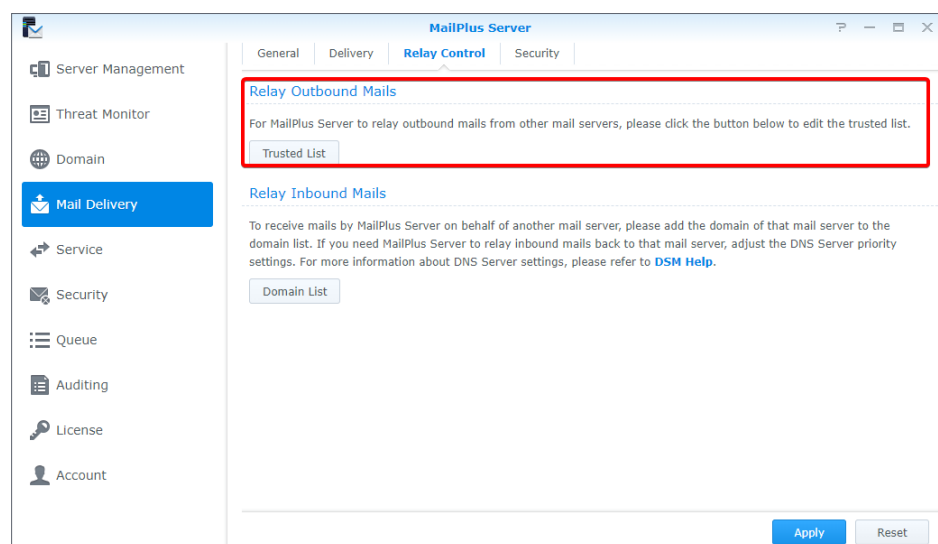 MailPlus Server
Server Management
Threat Monitor
Domain
Mail Delivery
Service
Security
Queue
Auditing
License
Account
General Delivery Relay Control Security
Relay Outbound Mails
For MailPlus Server to relay outbound mails from other mail servers, please click the button below to edit the trusted list.
Trusted List
Relay Inbound Mails
To receive mails by MailPlus Server on behalf of another mail server, please add the domain of that mail server to the
domain list. If you need MailPlus Server to relay inbound mails back to that mail server, adjust the DNS Server priority
settings. For more information about DNS Server settings, please refer to DSM Help.
Domain List
Apply Reset